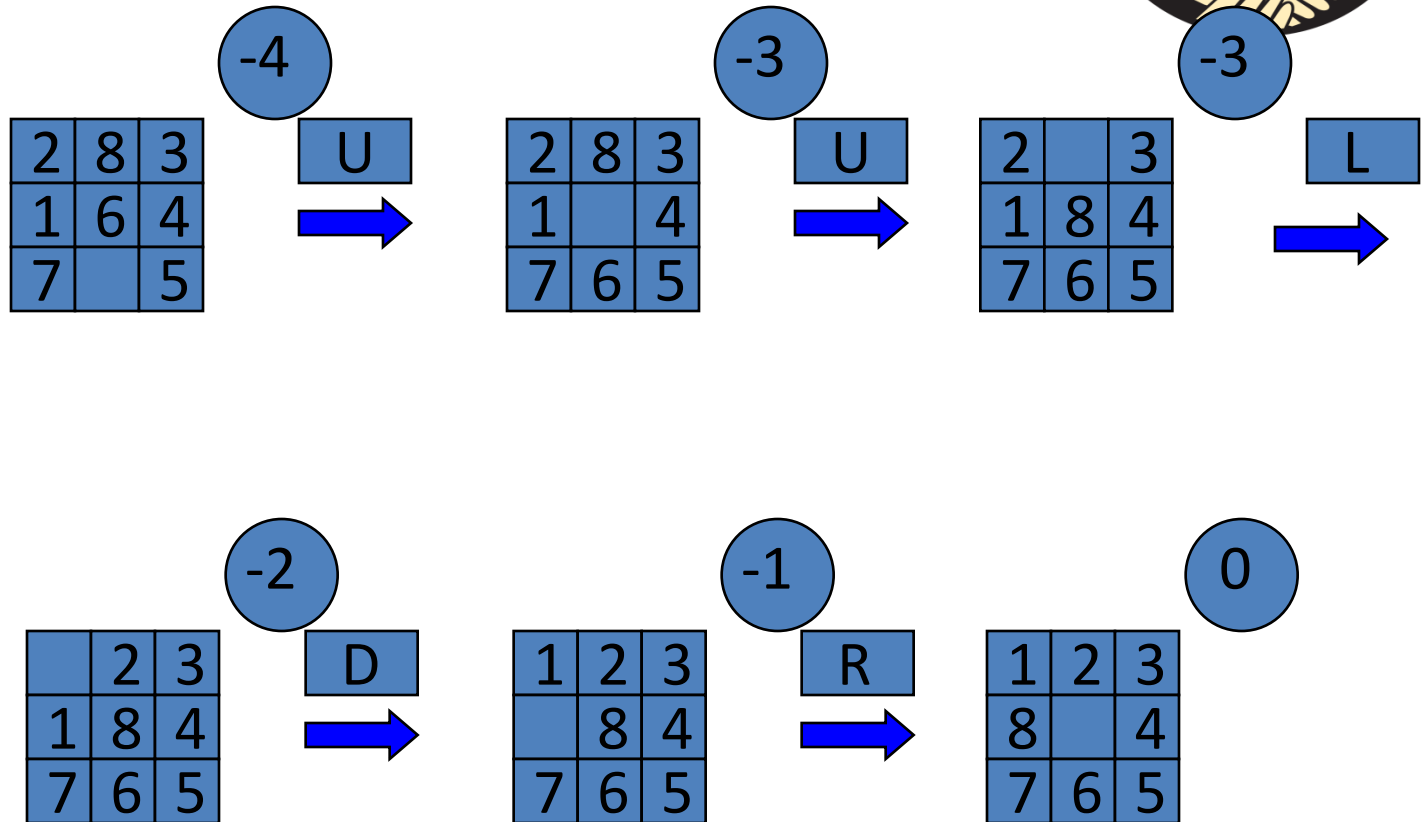 -4 -3 -3
2 8 3 U 2 8 3 U 2 3 L
1 6 4 1 4 1 8 4
7 5 7 6 5 7 6 5
-2 -1 0
2 3 D 1 2 3 R 1 2 3
1 8 4 8 4 8 4
7 6 5 7 6 5 7 6 5